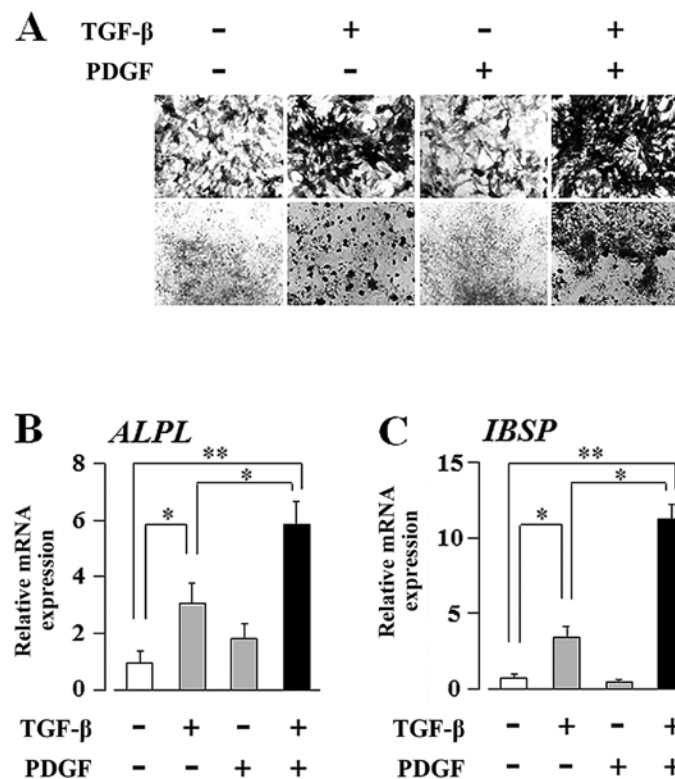 A
TGF-β - + - +
PDGF - - + +
B ALPL
C IBSP
Relative mRNA
expression
8
6
4
2
0
**
*
*
Relative mRNA
expression
15
10
5
0
**
*
*
TGF-β - + - +
PDGF - - + +
TGF-β - + - +
PDGF - - + +